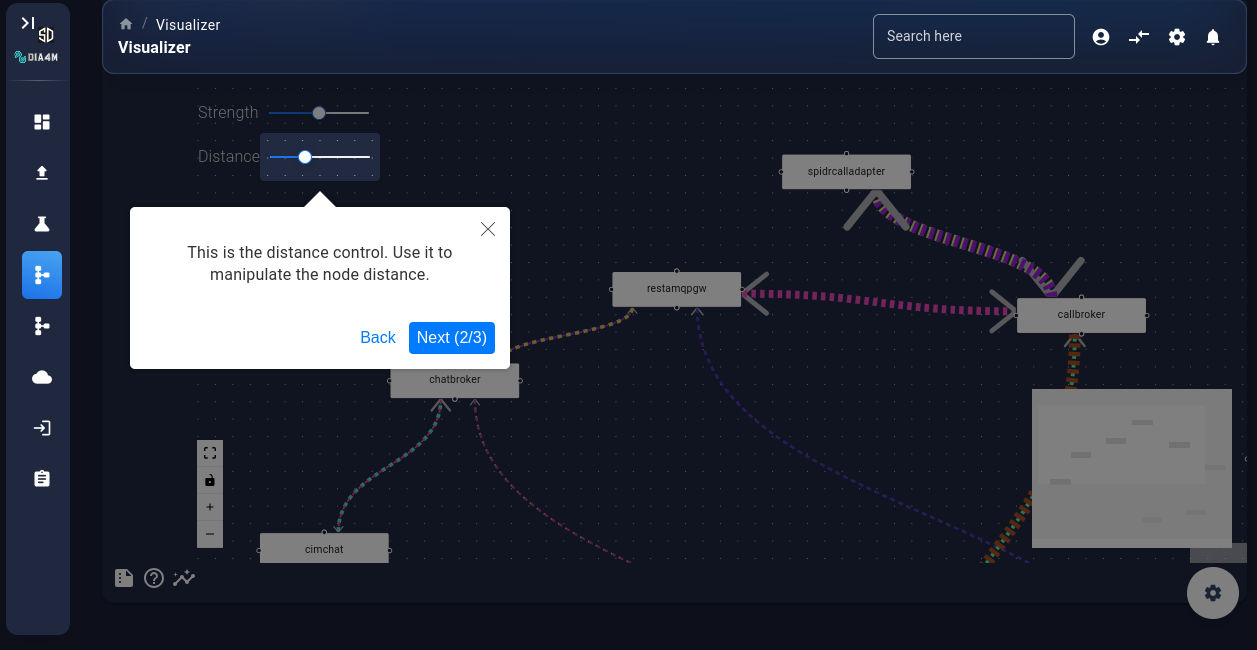 SD
DIA4M
/ Visualizer
Visualizer
Search here
Strength
Distance
This is the distance control. Use it to
manipulate the node distance.
Back
Next (2/3)
spidrcalladapter
restamqpgw
callbroker
chatbroker
cimchat